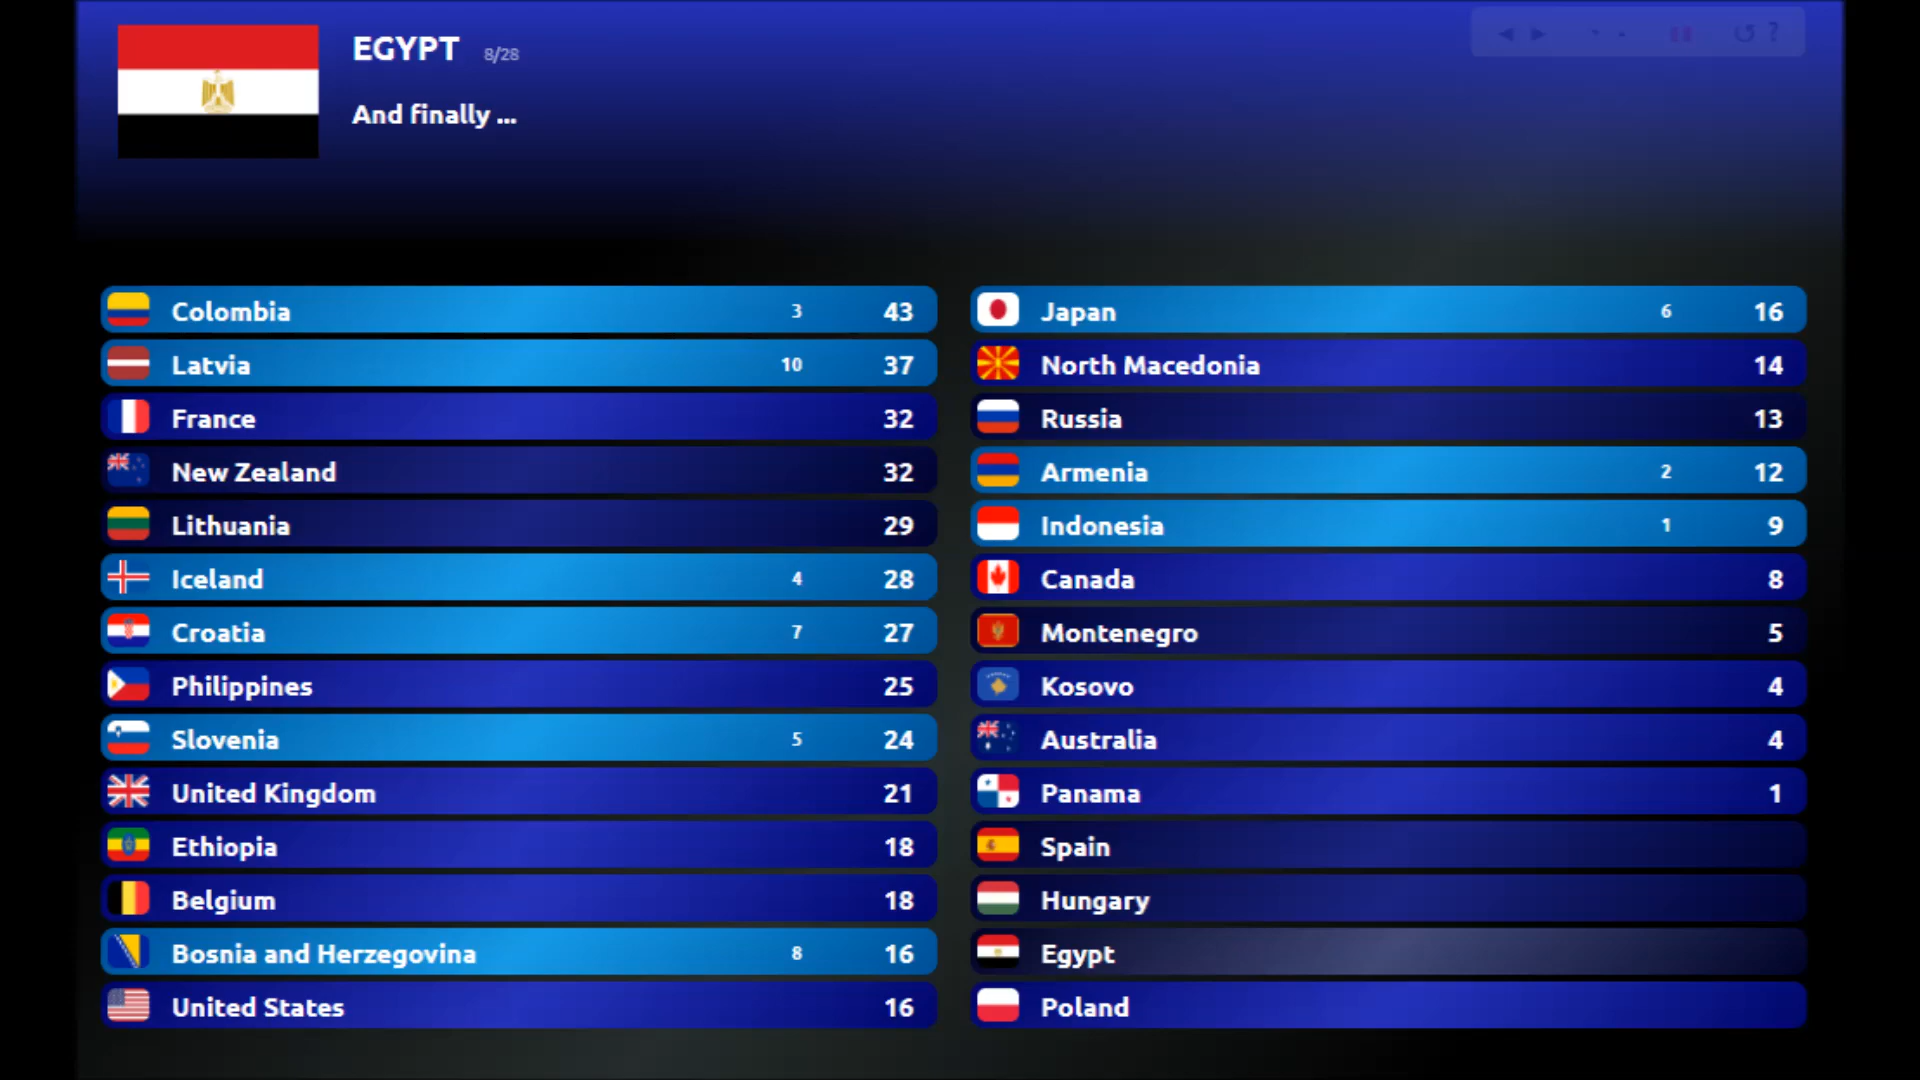 EGYPT 8/28
And finally ...
?
Colombia 3 43
Latvia 10 37
France 32
New Zealand 32
Lithuania 29
Iceland 4 28
Croatia 7 27
Philippines 25
Slovenia 5 24
United Kingdom 21
Ethiopia 18
Belgium 18
Bosnia and Herzegovina 8 16
United States 16
Japan 6 16
North Macedonia 14
Russia 13
Armenia 2 12
Indonesia 1 9
Canada 8
Montenegro 5
Kosovo 4
Australia 4
Panama 1
Spain
Hungary
Egypt
Poland